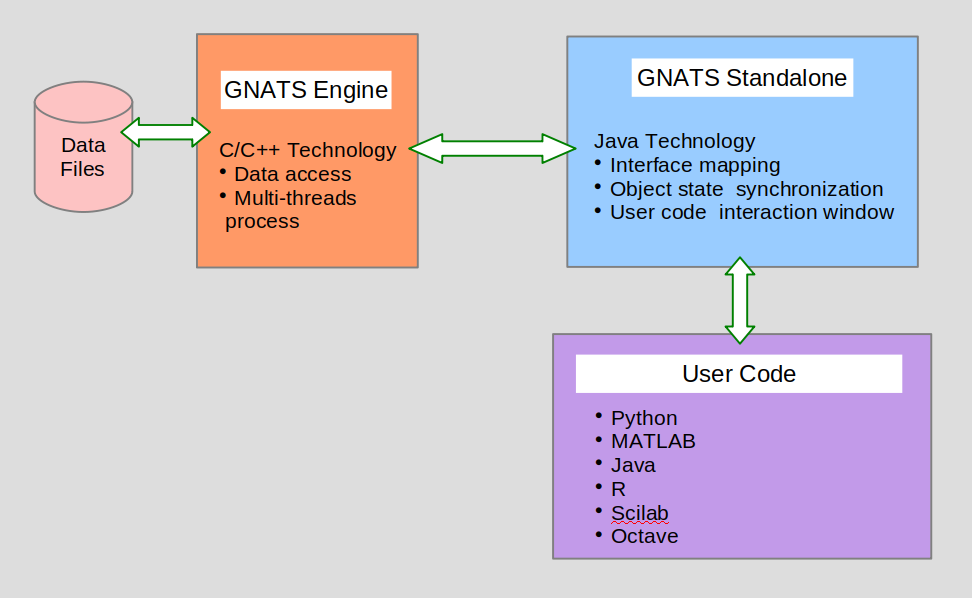 Data
Files
GNATS Engine
C/C++ Technology
• Data access
• Multi-threads
process
GNATS Standalone
Java Technology
• Interface mapping
• Object state  synchronization
• User code  interaction window
User Code
• Python
• MATLAB
• Java
• R
• Scilab
• Octave